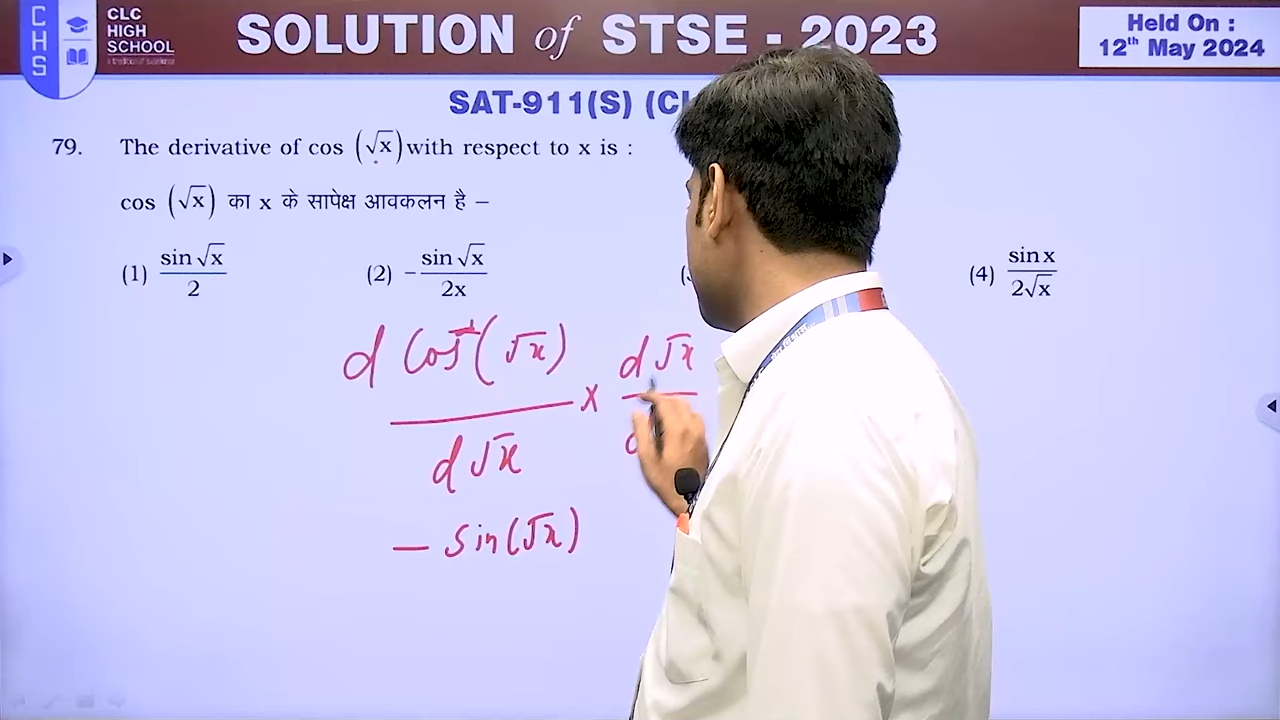 CHS
CLC
HIGH
SCHOOL
SOLUTION of STSE - 2023
Held On :
12th May 2024
SAT-911(S)
79. The derivative of cos (√x) with respect to x is :
cos (√x) का x के सापेक्ष आवकलन है –
(1) sin√x/2 (2) -sin√x/2x (4) sin x/2√x
d cos(√x)/d√x × d√x
- sin(√x)